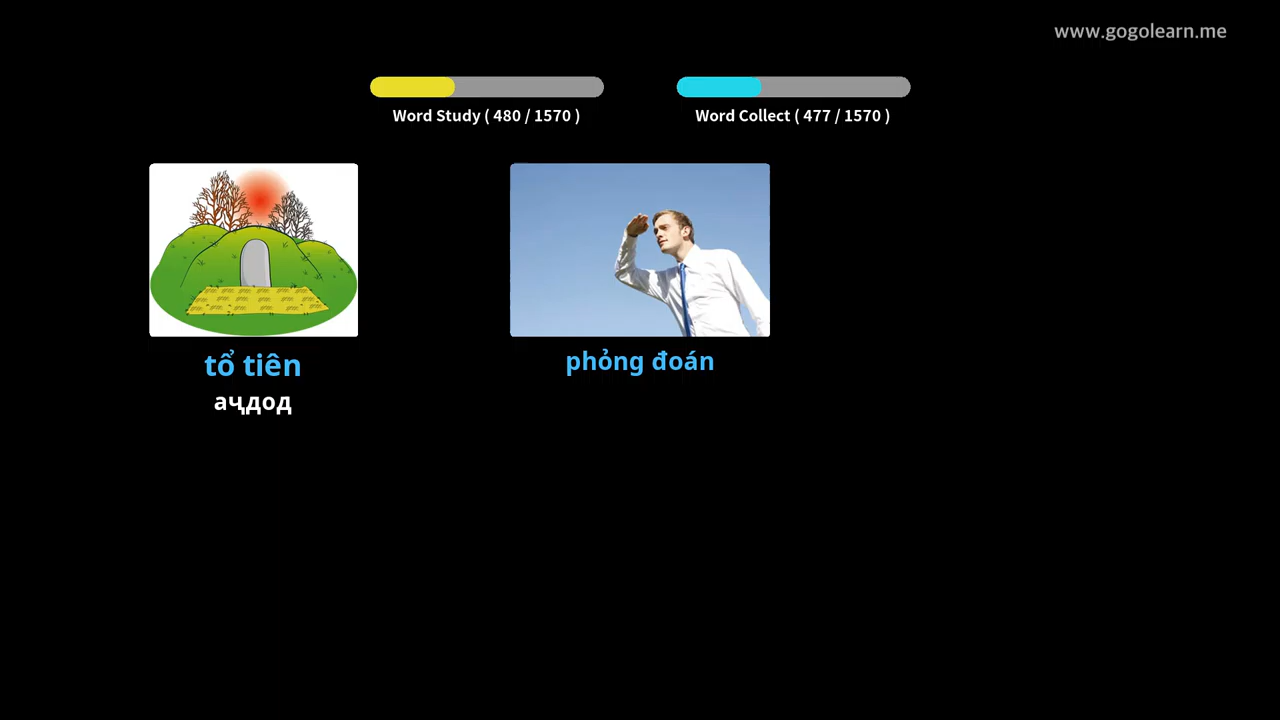 www.gogolearn.me
Word Study ( 480 / 1570 )
Word Collect ( 477 / 1570 )
tổ tiên
аҷдод
phỏng đoán